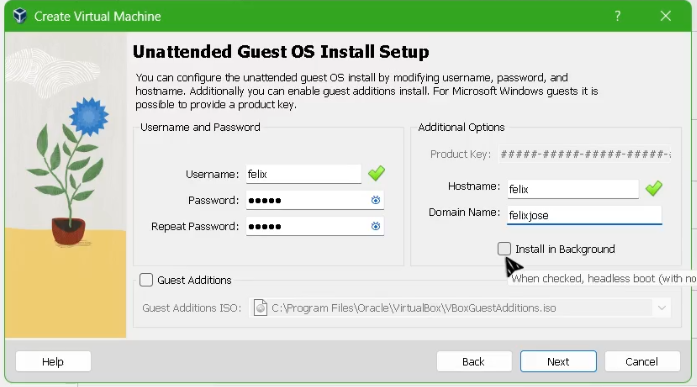 Create Virtual Machine
Unattended Guest OS Install Setup
You can configure the unattended guest OS install by modifying username, password, and
hostname. Additionally you can enable guest additions install. For Microsoft Windows guests it is
possible to provide a product key.
Username and Password
Username: felix
Password: •••••
Repeat Password: •••••
Additional Options
Product Key: #####-#####-#####-#####-
Hostname: felix
Domain Name: felixjose
Install in Background
When checked, headless boot (with no
Guest Additions
Guest Additions ISO: C:\Program Files\Oracle\VirtualBox\VBoxGuestAdditions.iso
Help
Back
Next
Cancel